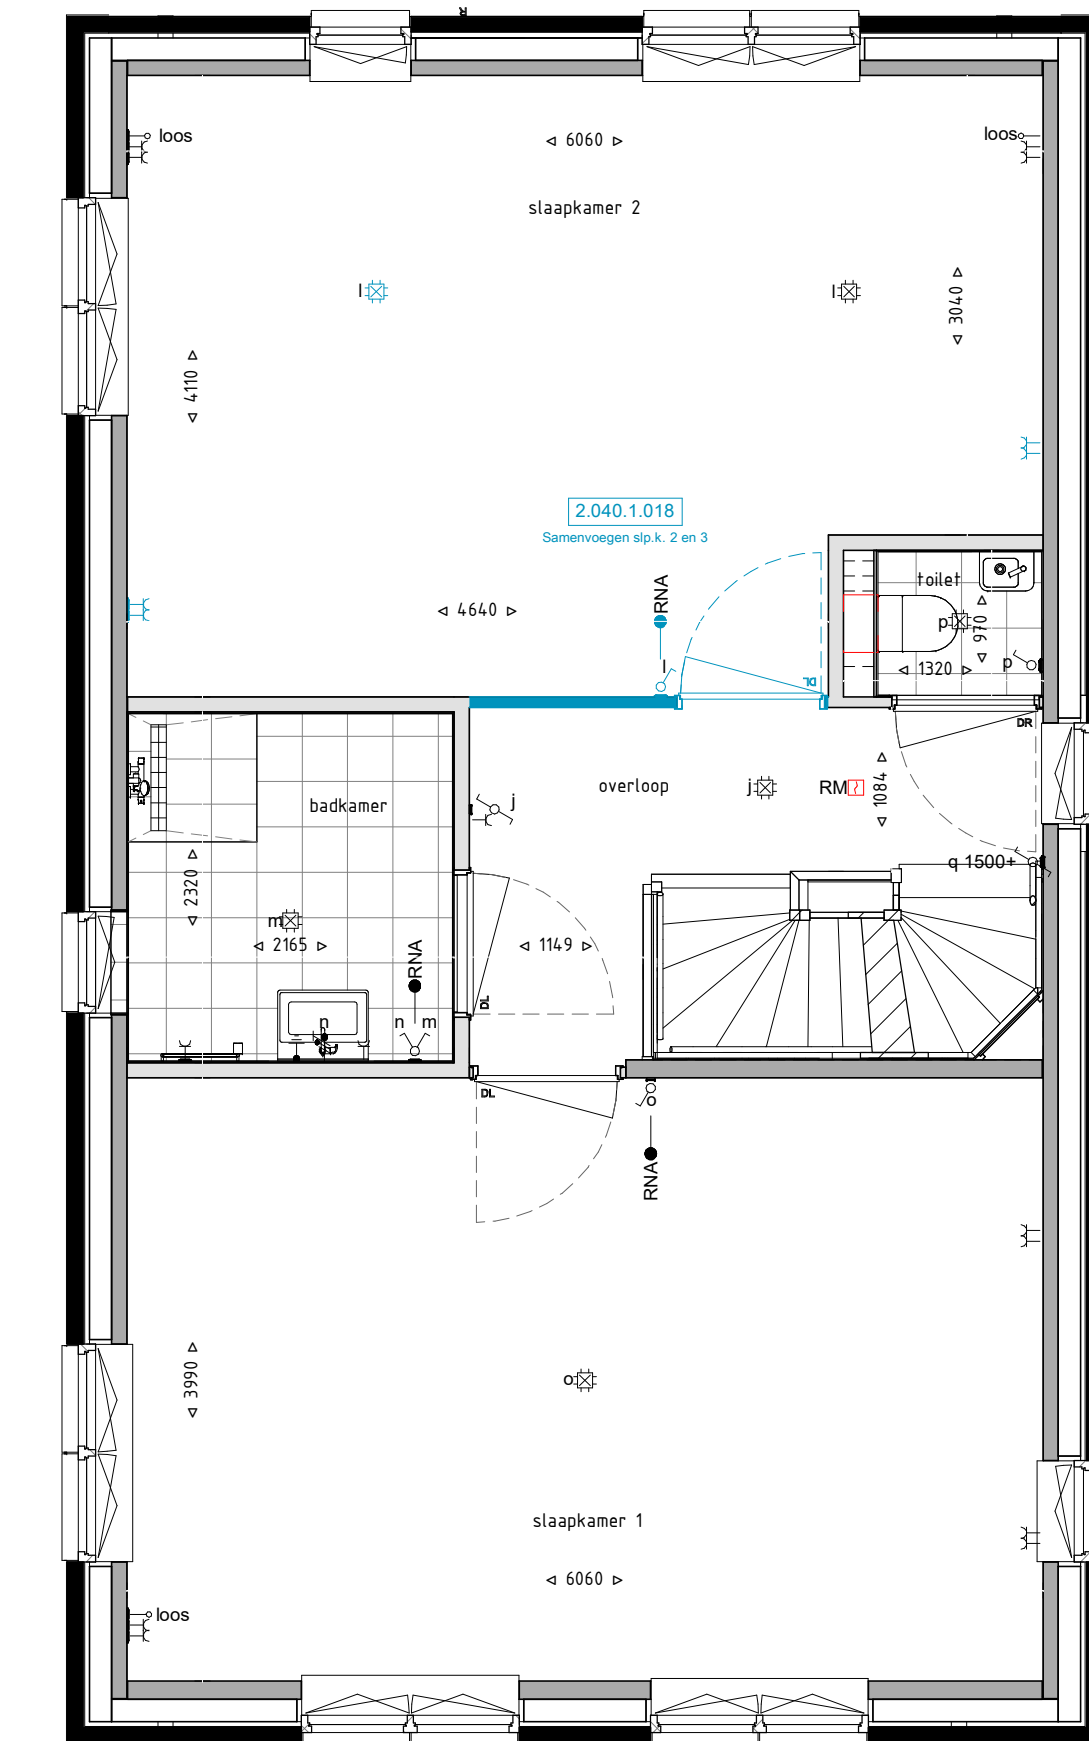 R
loos
6060
loos
slaapkamer 2
l
l
3040
4110
2.040.1.018
Samenvoegen slp.k. 2 en 3
RNA
toilet
4640
p
970
l
p
1320
DL
DR
overloop
j
RM
1084
j
badkamer
q 1500+
2320
m
2165
RNA
1149
DL
n
n
m
DL
o
RNA
3990
o
slaapkamer 1
6060
loos